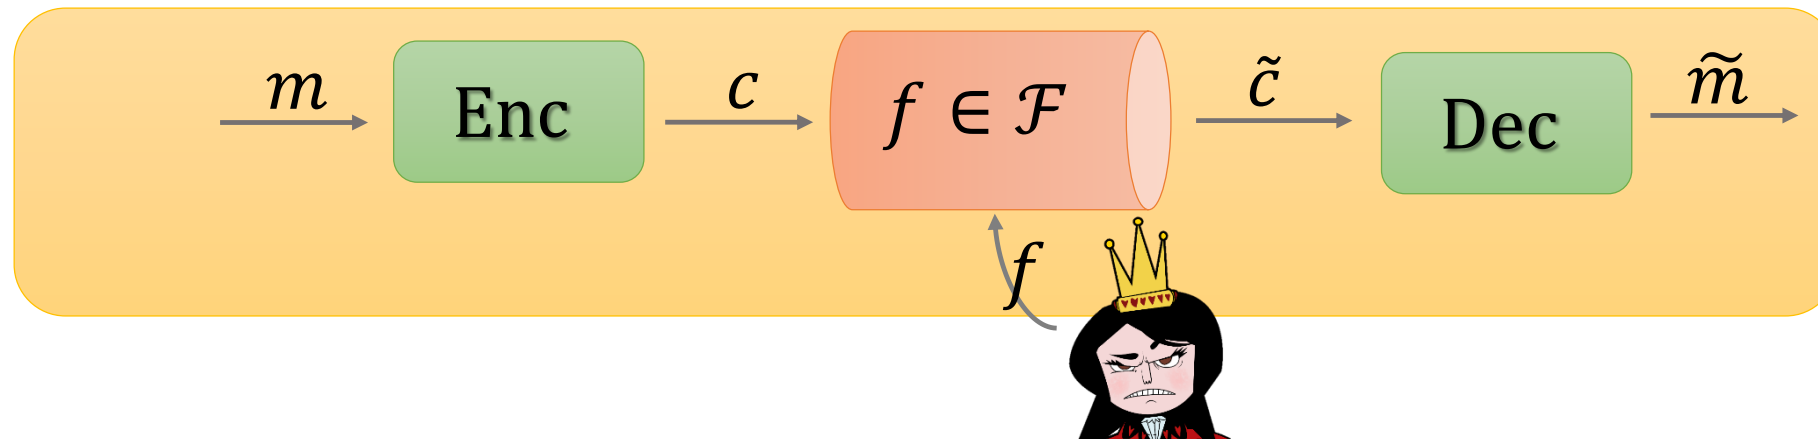 m Enc c f ∈ ℱ c̃ Dec m̃
f